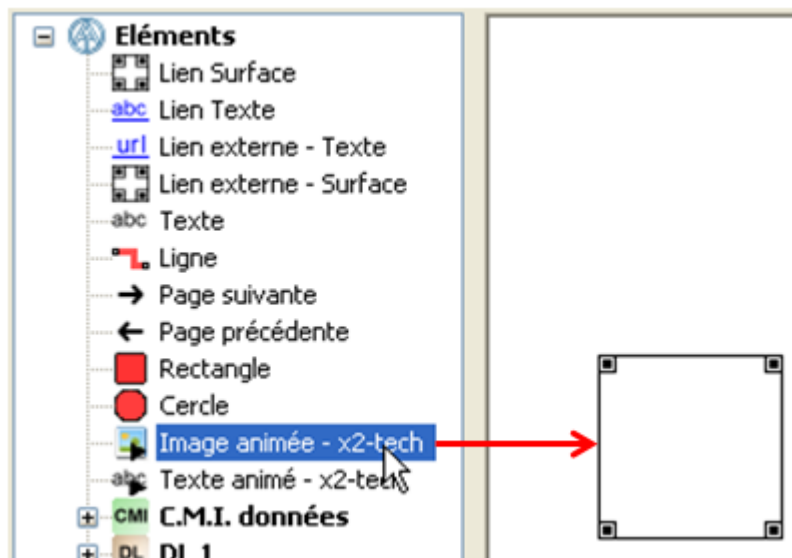 Eléments
Lien Surface
abc Lien Texte
url Lien externe - Texte
Lien externe - Surface
abc Texte
Ligne
Page suivante
Page précédente
Rectangle
Cercle
Image animée - x2-tech
abc Texte animé - x2-tech
CMI C.M.I. données
DL DI 1